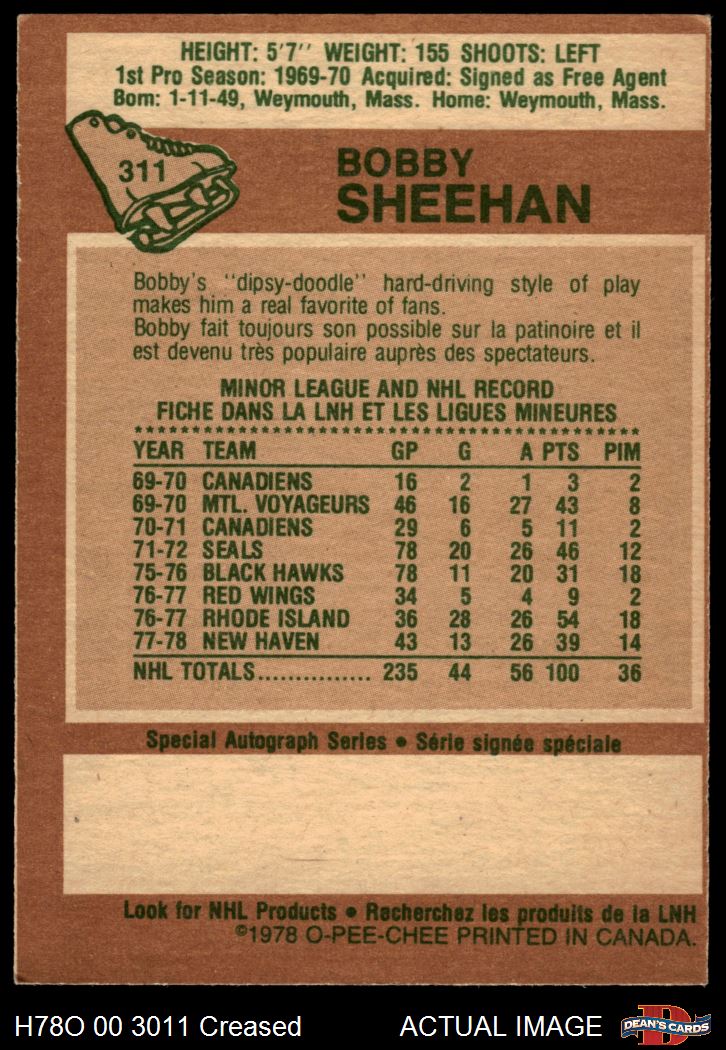 HEIGHT: 5'7'' WEIGHT: 155 SHOOTS: LEFT
1st Pro Season: 1969-70 Acquired: Signed as Free Agent
Born: 1-11-49, Weymouth, Mass. Home: Weymouth, Mass.
311
BOBBY
SHEEHAN
Bobby's ''dipsy-doodle'' hard-driving style of play
makes him a real favorite of fans.
Bobby fait toujours son possible sur la patinoire et il
est devenu très populaire auprès des spectateurs.
MINOR LEAGUE AND NHL RECORD
FICHE DANS LA LNH ET LES LIGUES MINEURES
YEAR TEAM GP G A PTS PIM
69-70 CANADIENS 16 2 1 3 2
69-70 MTL. VOYAGEURS 46 16 27 43 8
70-71 CANADIENS 29 6 5 11 2
71-72 SEALS 78 20 26 46 12
75-76 BLACK HAWKS 78 11 20 31 18
76-77 RED WINGS 34 5 4 9 2
76-77 RHODE ISLAND 36 28 26 54 18
77-78 NEW HAVEN 43 13 26 39 14
NHL TOTALS............... 235 44 56 100 36
Special Autograph Series • Série signée spéciale
Look for NHL Products • Recherchez les produits de la LNH
©1978 O-PEE-CHEE PRINTED IN CANADA.
H78O 00 3011 Creased ACTUAL IMAGE
D
DEAN'S CARDS